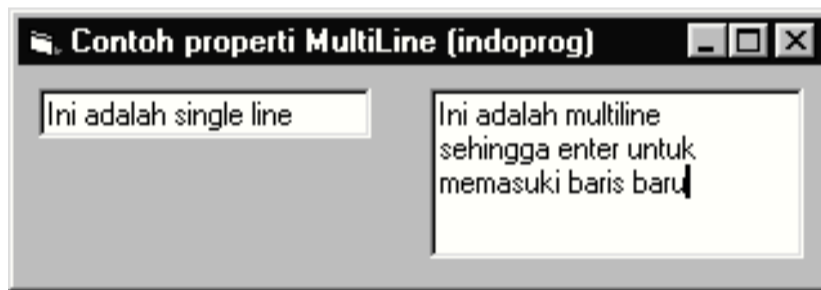 Contoh properti MultiLine (indoprog)
Ini adalah single line
Ini adalah multiline
sehingga enter untuk
memasuki baris baru